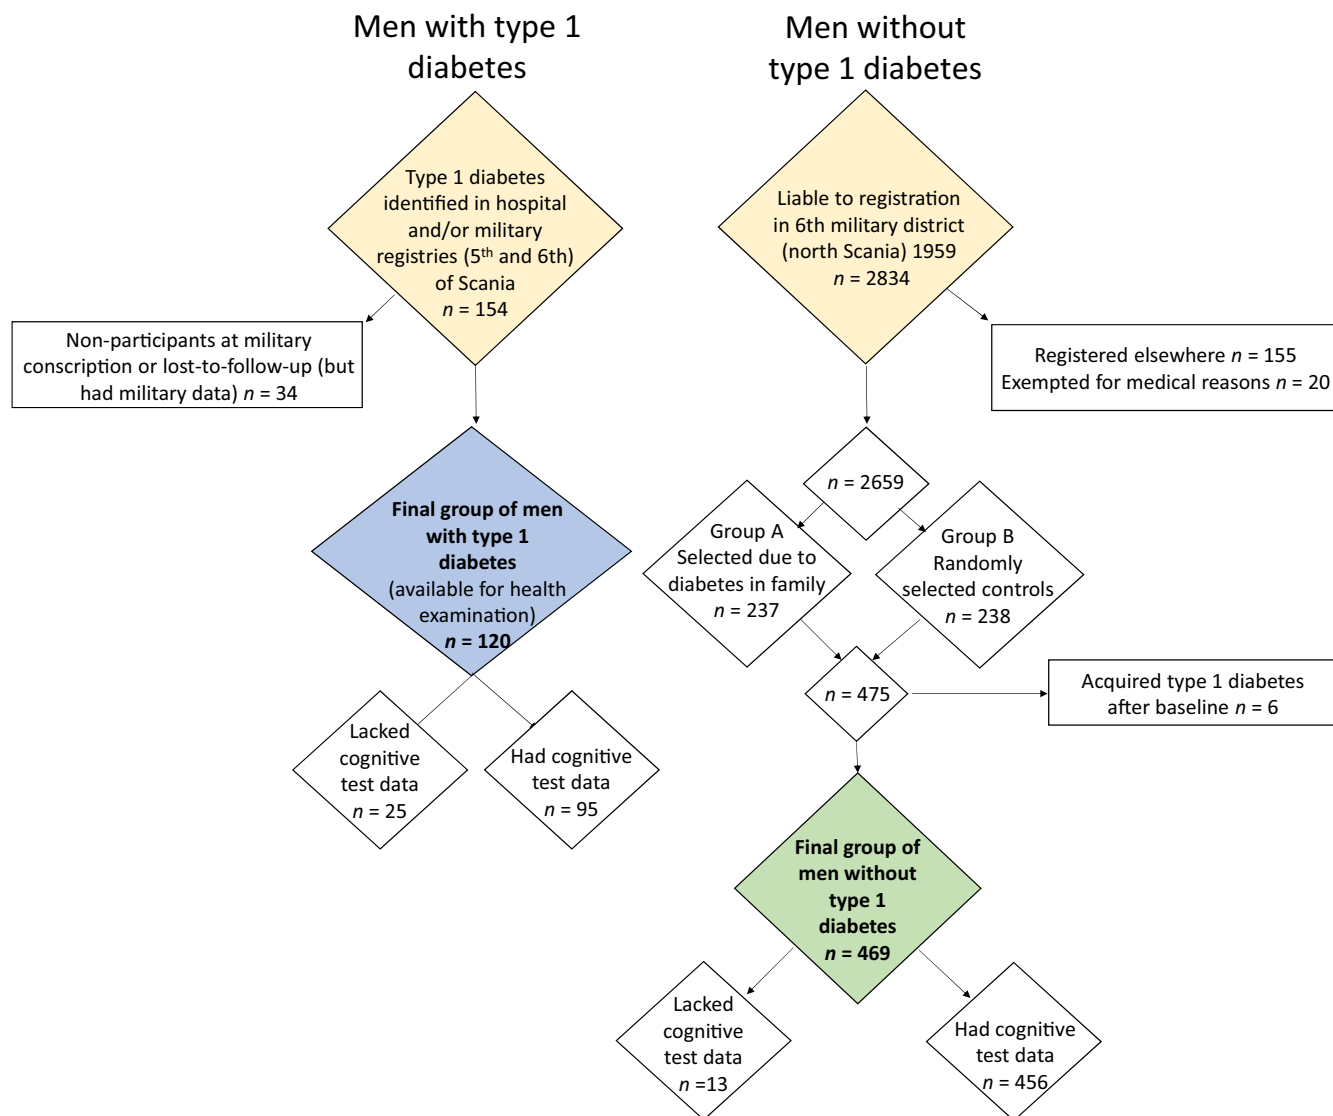 Men with type 1
diabetes
Men without
type 1 diabetes
Type 1 diabetes
identified in hospital
and/or military
registries (5th and 6th)
of Scania
n = 154
Liable to registration
in 6th military district
(north Scania) 1959
n = 2834
Non-participants at military
conscription or lost-to-follow-up (but
had military data) n = 34
Registered elsewhere n = 155
Exempted for medical reasons n = 20
n = 2659
Final group of men
with type 1
diabetes
(available for health
examination)
n = 120
Group A
Selected due to
diabetes in family
n = 237
Group B
Randomly
selected controls
n = 238
n = 475
Acquired type 1 diabetes
after baseline n = 6
Lacked
cognitive
test data
n = 25
Had cognitive
test data
n = 95
Final group of
men without
type 1
diabetes
n = 469
Lacked
cognitive
test data
n =13
Had cognitive
test data
n = 456